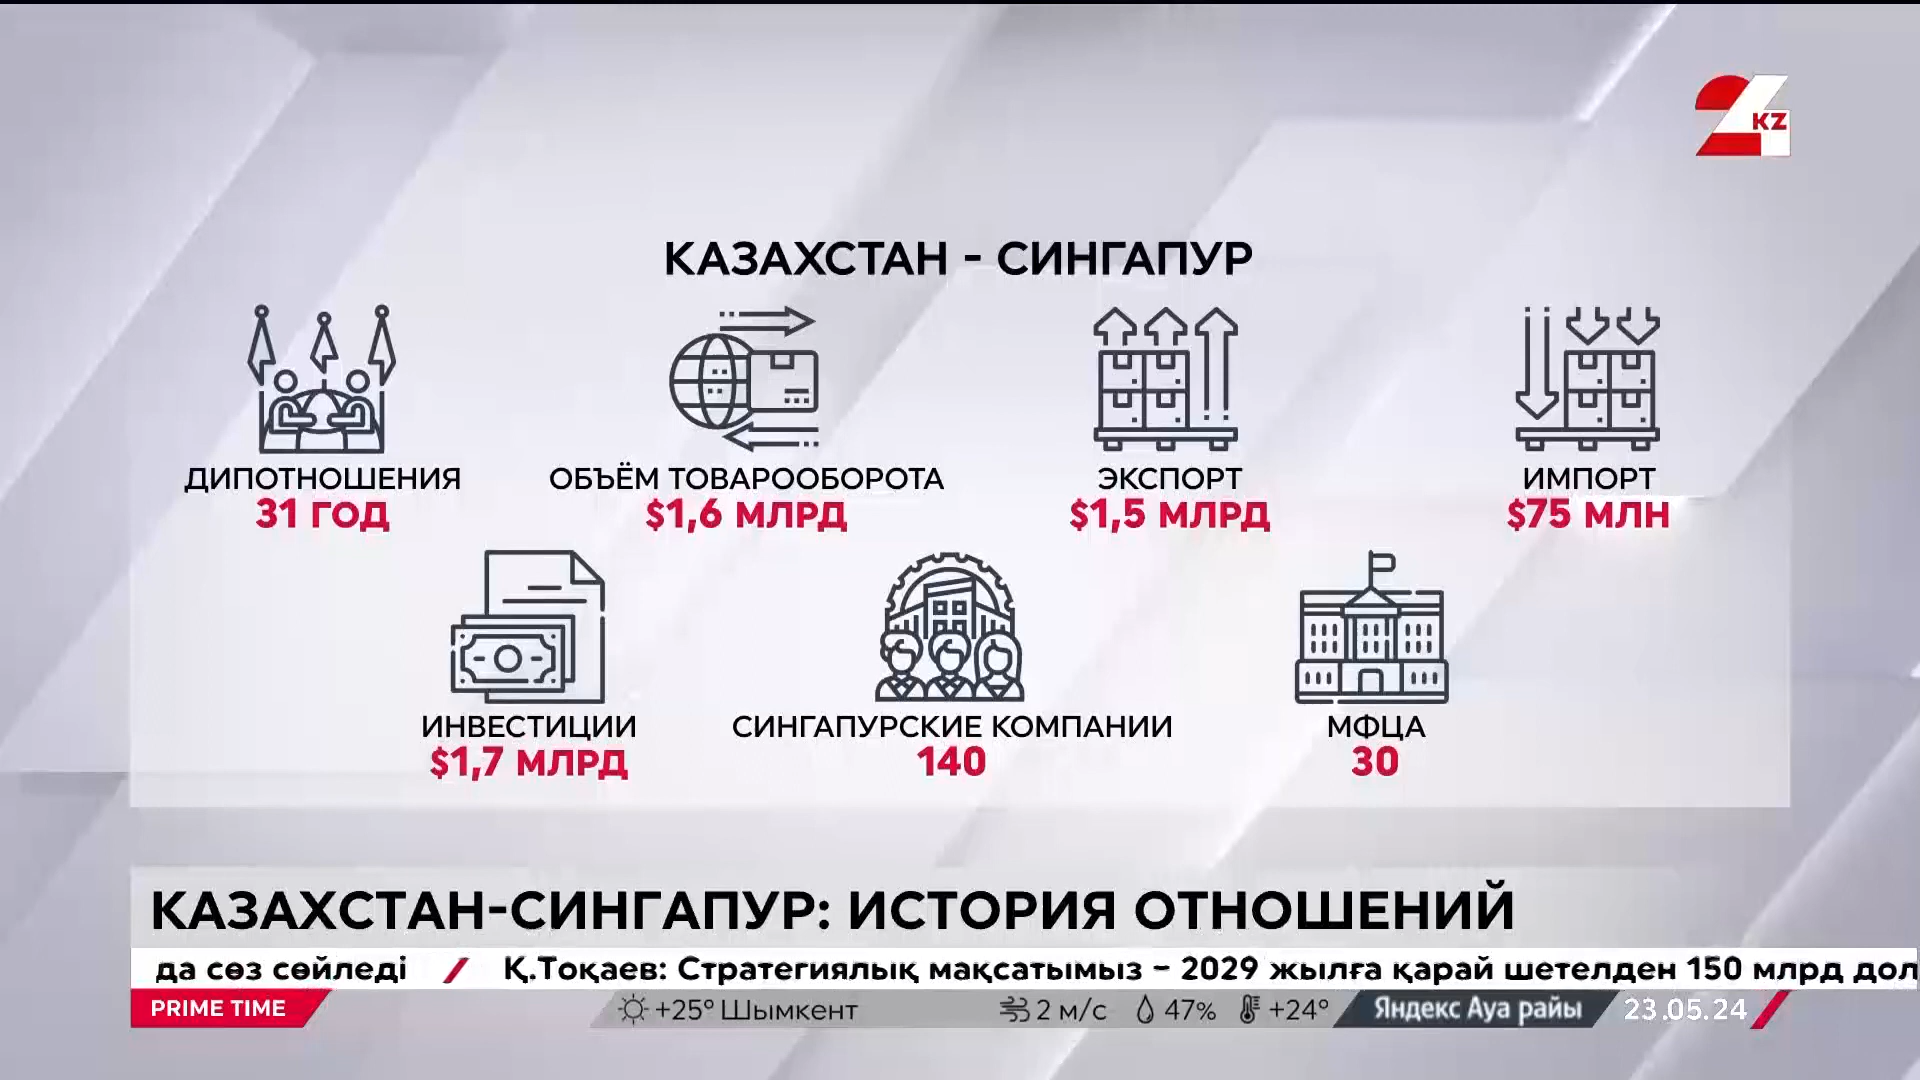 24 KZ
КАЗАХСТАН - СИНГАПУР
ДИПОТНОШЕНИЯ
31 ГОД
ОБЪЁМ ТОВАРООБОРОТА
$1,6 МЛРД
ЭКСПОРТ
$1,5 МЛРД
ИМПОРТ
$75 МЛН
ИНВЕСТИЦИИ
$1,7 МЛРД
СИНГАПУРСКИЕ КОМПАНИИ
140
МФЦА
30
КАЗАХСТАН-СИНГАПУР: ИСТОРИЯ ОТНОШЕНИЙ
да сөз сөйледі / Қ.Тоқаев: Стратегиялық мақсатымыз – 2029 жылға қарай шетелден 150 млрд дол
PRIME TIME +25° Шымкент 2 м/с 47% +24° Яндекс Ауа райы 23.05.24